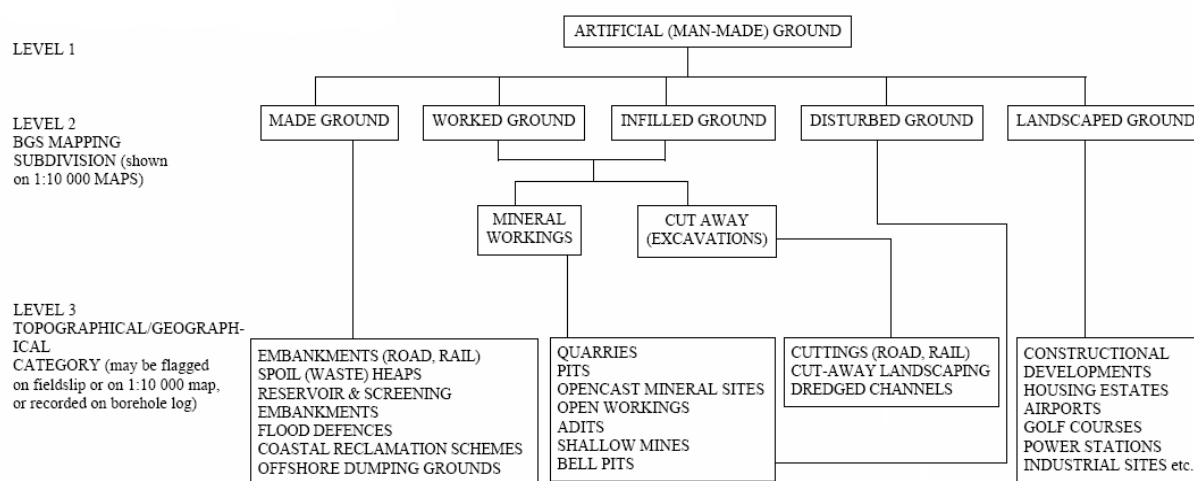 ARTIFICIAL (MAN-MADE) GROUND
LEVEL 1
MADE GROUND
WORKED GROUND
INFILLED GROUND
DISTURBED GROUND
LANDSCAPED GROUND
LEVEL 2
BGS MAPPING
SUBDIVISION (shown
on 1:10 000 MAPS)
MINERAL
WORKINGS
CUT AWAY
(EXCAVATIONS)
LEVEL 3
TOPOGRAPHICAL/GEOGRAPH-
ICAL
CATEGORY (may be flagged
on fieldslip or on 1:10 000 map,
or recorded on borehole log)
EMBANKMENTS (ROAD, RAIL)
SPOIL (WASTE) HEAPS
RESERVOIR & SCREENING
EMBANKMENTS
FLOOD DEFENCES
COASTAL RECLAMATION SCHEMES
OFFSHORE DUMPING GROUNDS
QUARRIES
PITS
OPENCAST MINERAL SITES
OPEN WORKINGS
ADITS
SHALLOW MINES
BELL PITS
CUTTINGS (ROAD, RAIL)
CUT-AWAY LANDSCAPING
DREDGED CHANNELS
CONSTRUCTIONAL
DEVELOPMENTS
HOUSING ESTATES
AIRPORTS
GOLF COURSES
POWER STATIONS
INDUSTRIAL SITES etc.